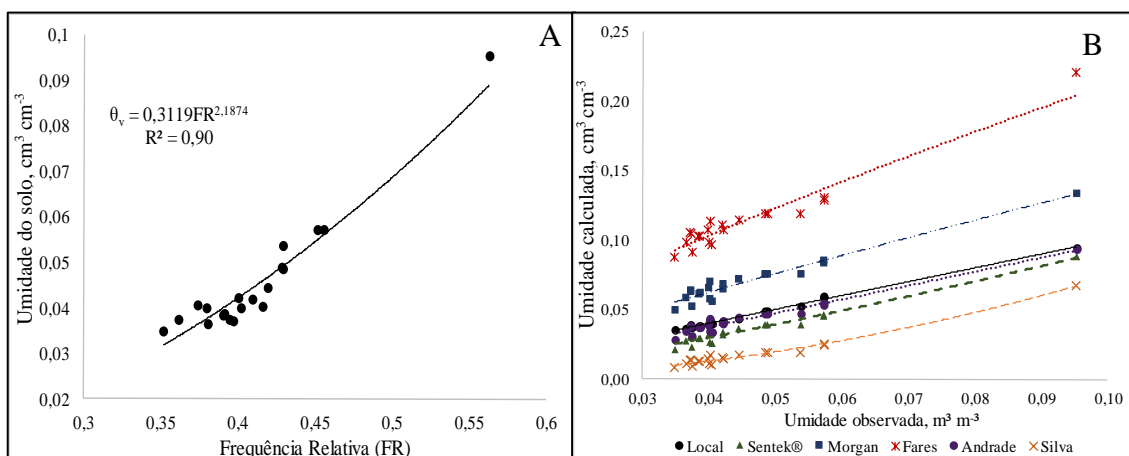 A
0,1
0,09
0,08
0,07
0,06
0,05
0,04
0,03
0,02
Umidade do solo, cm³ cm⁻³
θᵥ = 0,3119FR²,¹⁸⁷⁴
R² = 0,90
0,3 0,35 0,4 0,45 0,5 0,55 0,6
Frequência Relativa (FR)
B
0,25
0,20
0,15
0,10
0,05
0,00
Umidade calculada, cm³ cm⁻³
0,03 0,04 0,05 0,06 0,07 0,08 0,09 0,10
Umidade observada, m³ m⁻³
Local Sentek® Morgan Fares Andrade Silva